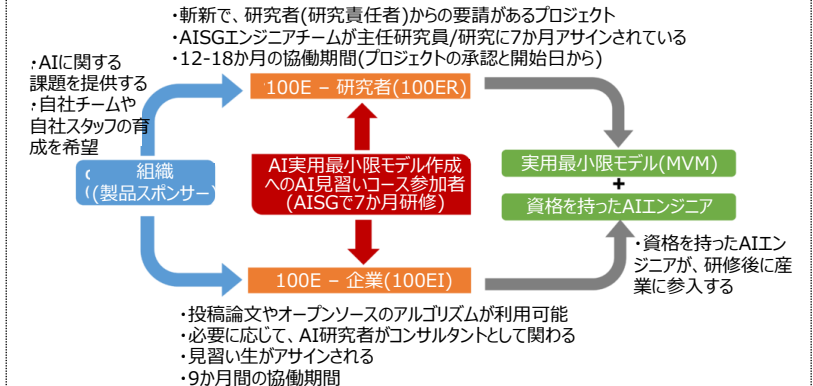 ・斬新で、研究者(研究責任者)からの要請があるプロジェクト
・AISGエンジニアチームが主任研究員/研究に7か月アサインされている
・12-18か月の協働期間(プロジェクトの承認と開始日から)
・AIに関する
課題を提供する
・自社チームや
自社スタッフの育
成を希望
100E – 研究者(100ER)
組織
(製品スポンサー)
AI実用最小限モデル作成
へのAI見習いコース参加者
(AISGで7か月研修)
実用最小限モデル(MVM)
+
資格を持ったAIエンジニア
・資格を持ったAIエン
ジニアが、研修後に産
業に参入する
100E – 企業(100EI)
・投稿論文やオープンソースのアルゴリズムが利用可能
・必要に応じて、AI研究者がコンサルタントとして関わる
・見習い生がアサインされる
・9か月間の協働期間